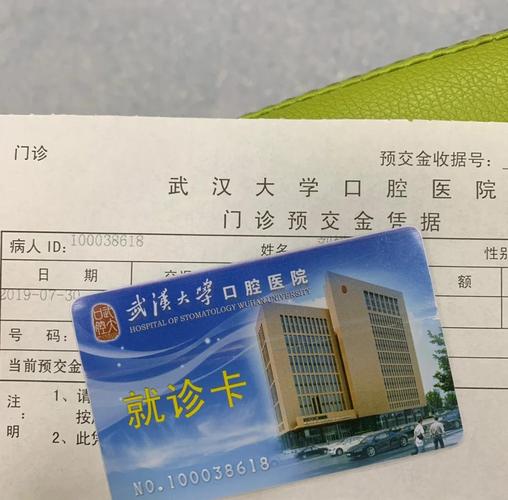 门诊
预交金收据号:
武汉大学口腔医院
门诊预交金凭据
病人ID: 100038618
姓名
性别
日期
额
2019-07-30
号码:
当前预交金
注:
明
1、请
按
2、此凭
武漢大學口腔医院
HOSPITAL OF STOMATOLOGY WUHAN UNIVERSITY
就诊卡
NO.100038618